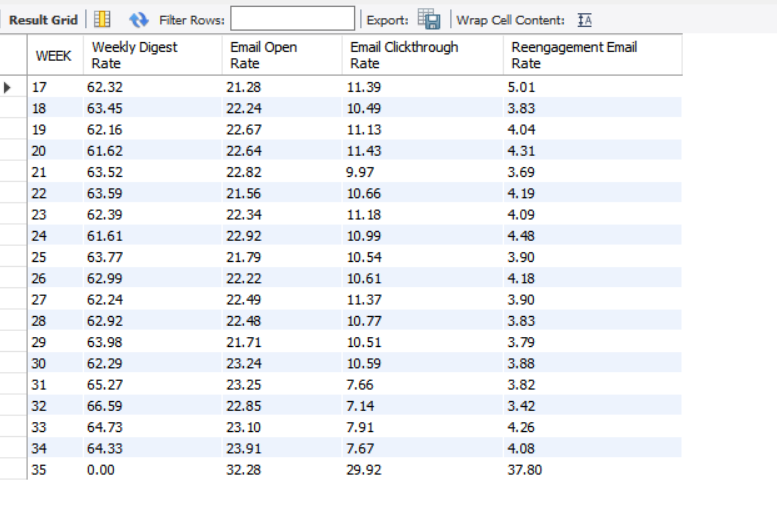 Result Grid Filter Rows: Export: Wrap Cell Content:
WEEK Weekly Digest Rate Email Open Rate Email Clickthrough Rate Reengagement Email Rate
17 62.32 21.28 11.39 5.01
18 63.45 22.24 10.49 3.83
19 62.16 22.67 11.13 4.04
20 61.62 22.64 11.43 4.31
21 63.52 22.82 9.97 3.69
22 63.59 21.56 10.66 4.19
23 62.39 22.34 11.18 4.09
24 61.61 22.92 10.99 4.48
25 63.77 21.79 10.54 3.90
26 62.99 22.22 10.61 4.18
27 62.24 22.49 11.37 3.90
28 62.92 22.48 10.77 3.83
29 63.98 21.71 10.51 3.79
30 62.29 23.24 10.59 3.88
31 65.27 23.25 7.66 3.82
32 66.59 22.85 7.14 3.42
33 64.73 23.10 7.91 4.26
34 64.33 23.91 7.67 4.08
35 0.00 32.28 29.92 37.80